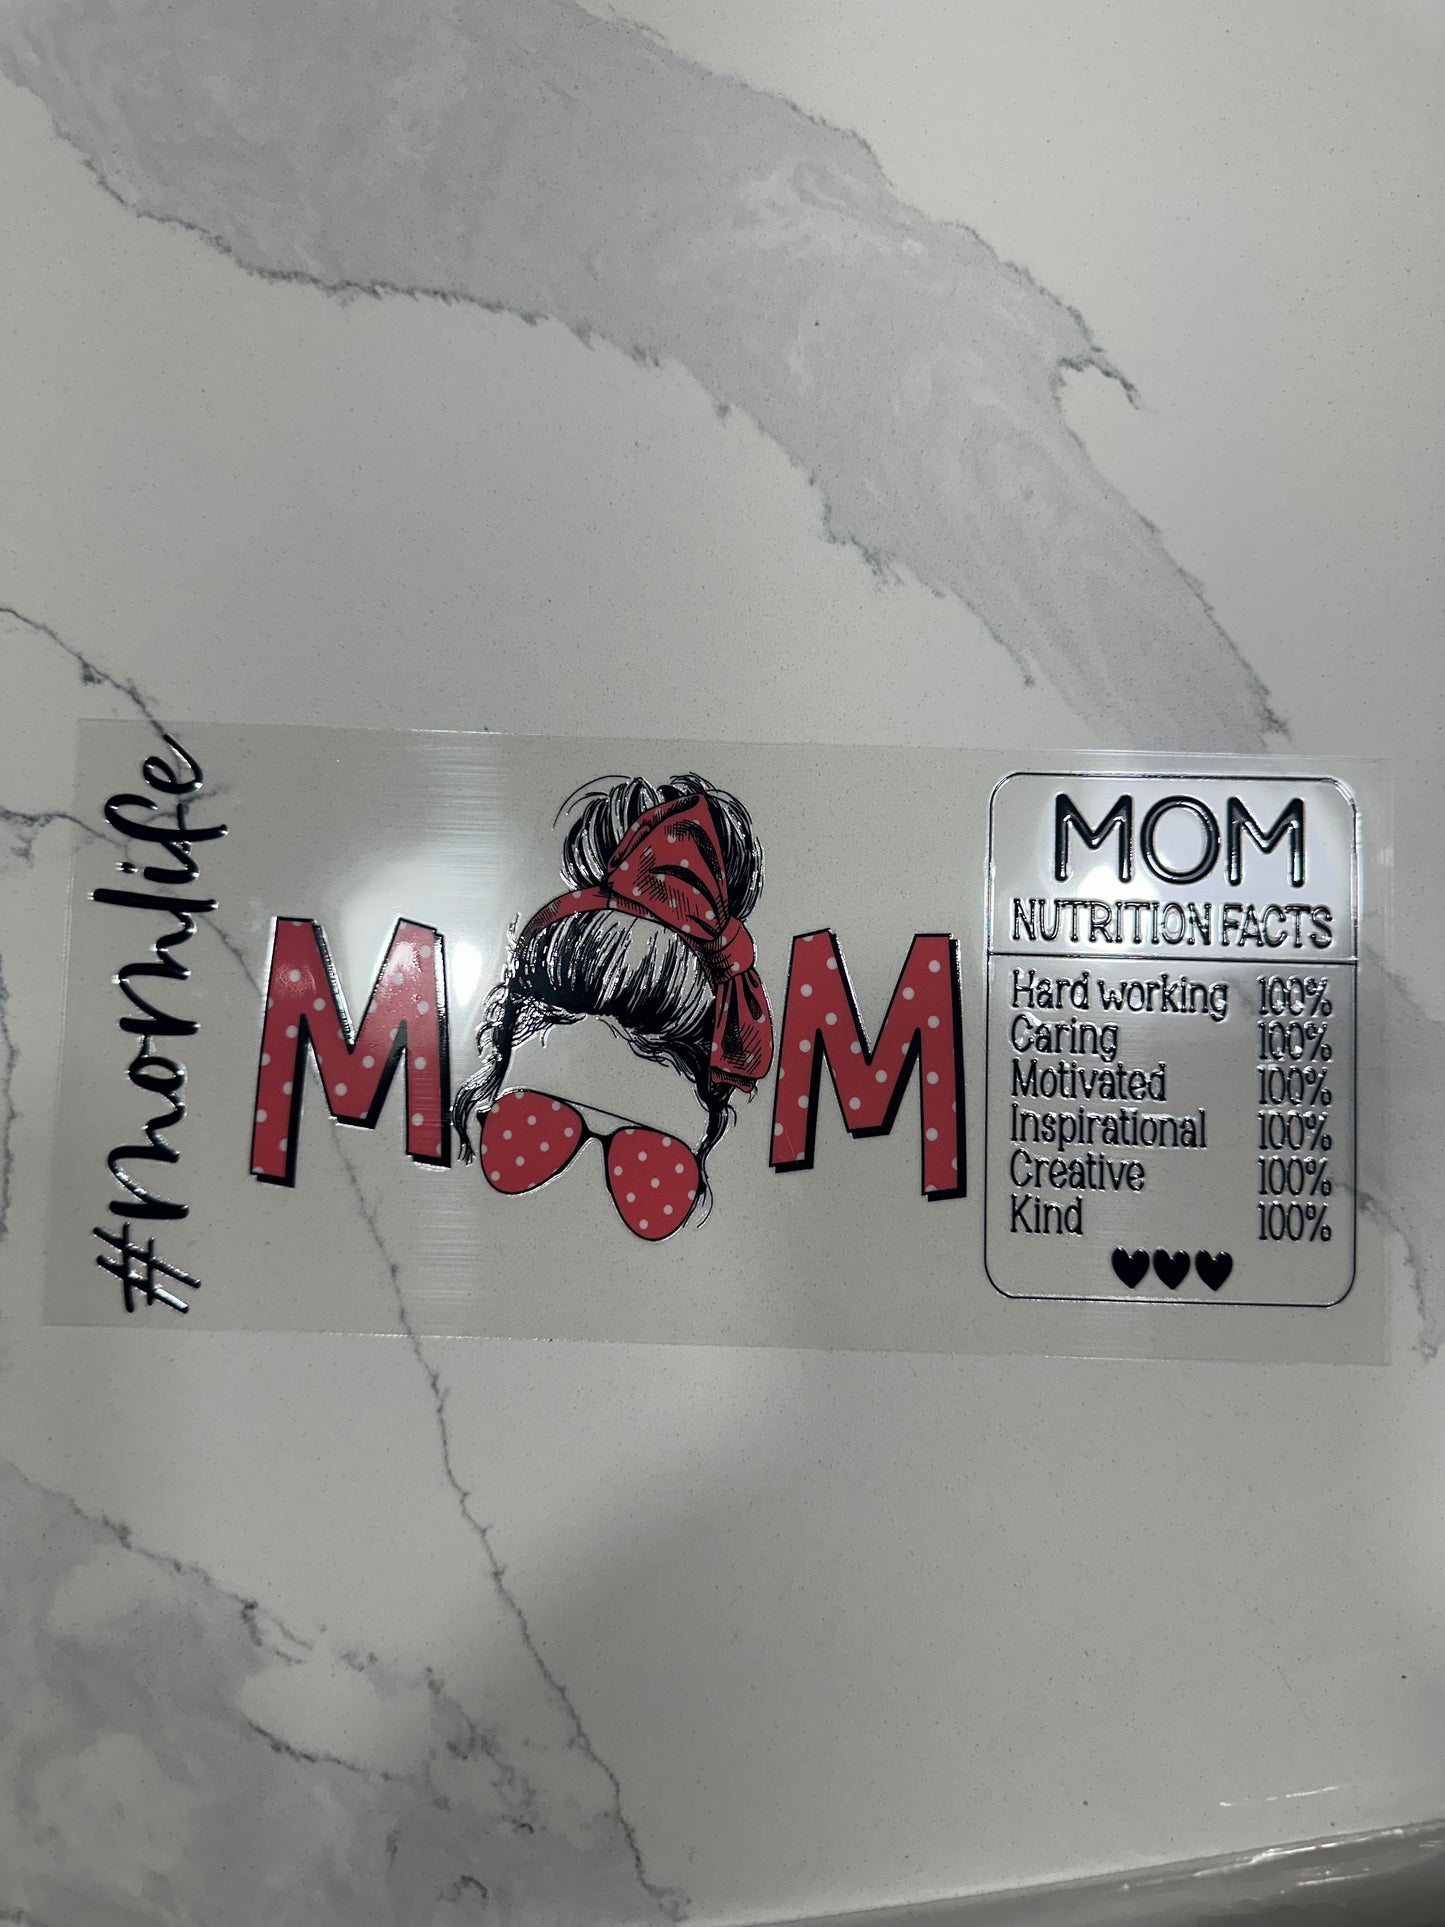 #momlife
MOM
MOM
NUTRITION FACTS
Hard working 100%
Caring 100%
Motivated 100%
Inspirational 100%
Creative 100%
Kind 100%